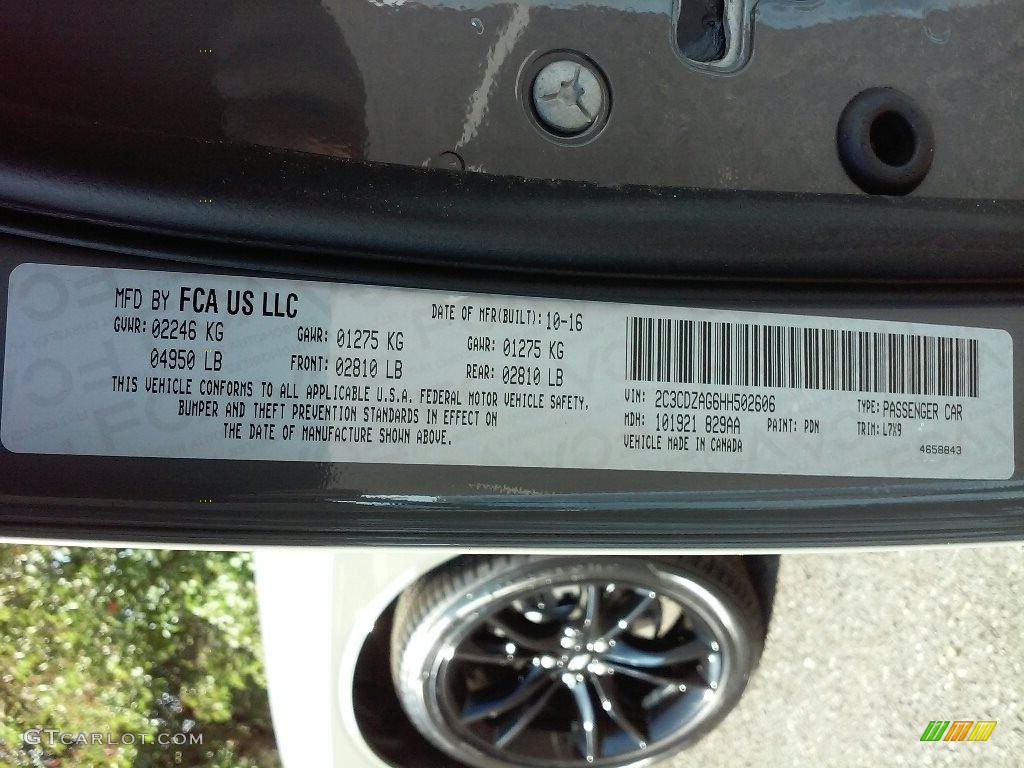 MFD BY FCA US LLC
DATE OF MFR(BUILT): 10-16
GVWR: 02246 KG GAWR: 01275 KG GAWR: 01275 KG
04950 LB FRONT: 02810 LB REAR: 02810 LB
THIS VEHICLE CONFORMS TO ALL APPLICABLE U.S.A. FEDERAL MOTOR VEHICLE SAFETY,
BUMPER AND THEFT PREVENTION STANDARDS IN EFFECT ON
THE DATE OF MANUFACTURE SHOWN ABOVE.
VIN: 2C3CDZAG6HH502606 TYPE: PASSENGER CAR
MDH: 101921 829AA PAINT: PDN TRIM: L7X9
VEHICLE MADE IN CANADA 4658843
GTcarlot.com